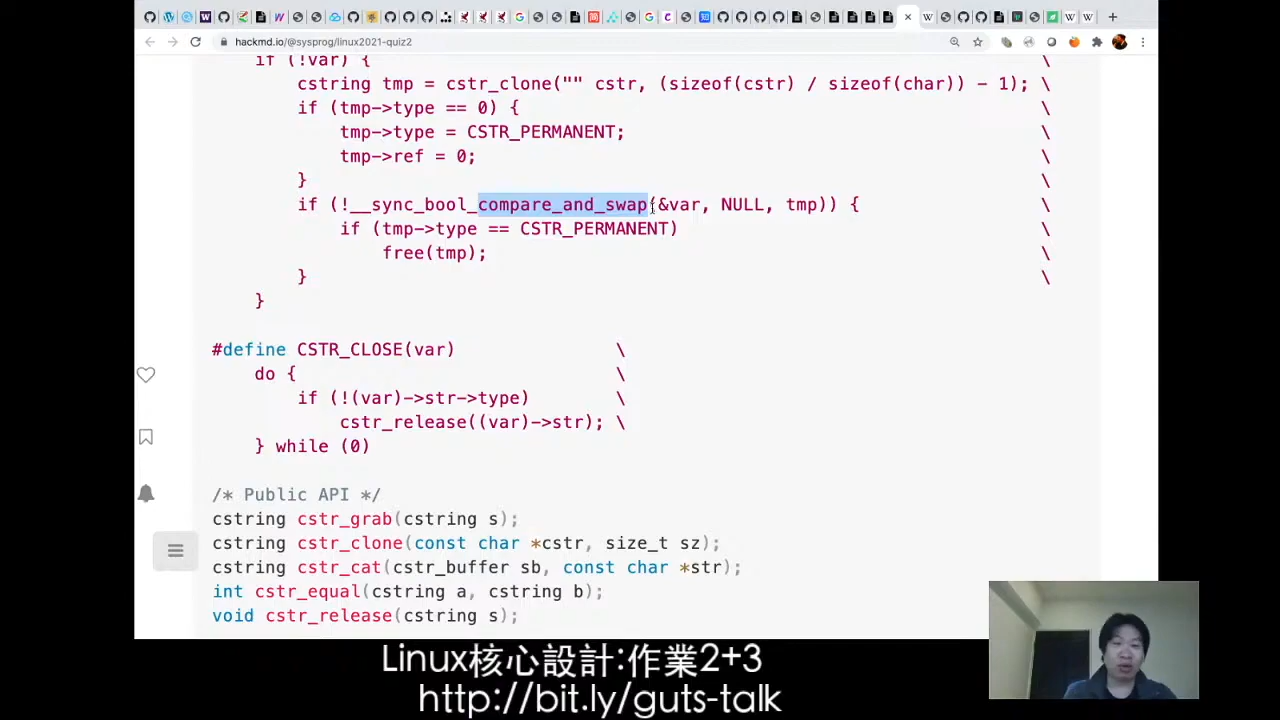 hackmd.io/@sysprog/linux2021-quiz2
if (!var) { \
cstring tmp = cstr_clone("" cstr, (sizeof(cstr) / sizeof(char)) - 1); \
if (tmp->type == 0) { \
tmp->type = CSTR_PERMANENT; \
tmp->ref = 0; \
} \
if (!__sync_bool_compare_and_swap(&var, NULL, tmp)) { \
if (tmp->type == CSTR_PERMANENT) \
free(tmp); \
} \
}
#define CSTR_CLOSE(var) \
do { \
if (!(var)->str->type) \
cstr_release((var)->str); \
} while (0)
/* Public API */
cstring cstr_grab(cstring s);
cstring cstr_clone(const char *cstr, size_t sz);
cstring cstr_cat(cstr_buffer sb, const char *str);
int cstr_equal(cstring a, cstring b);
void cstr_release(cstring s);
Linux核心設計:作業2+3
http://bit.ly/guts-talk